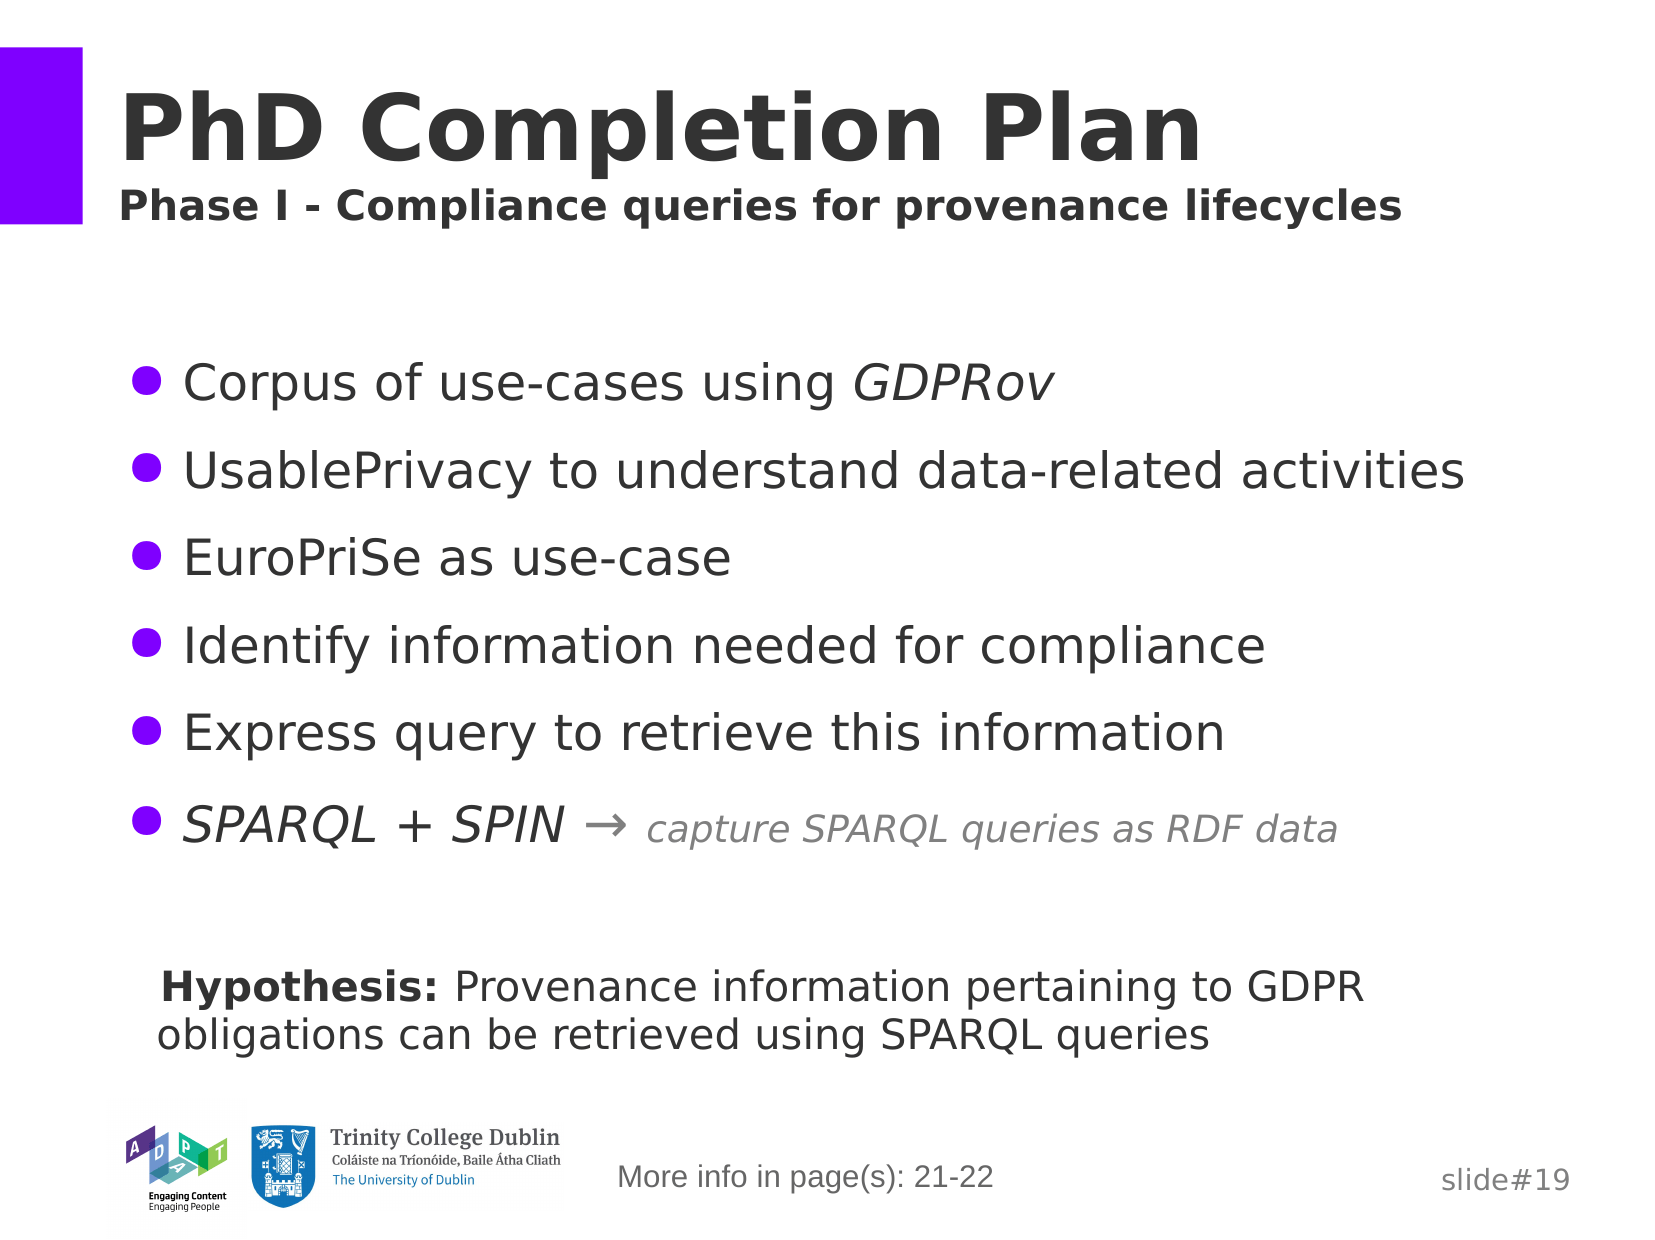 PhD Completion Plan
Phase I - Compliance queries for provenance lifecycles
● Corpus of use-cases using GDPRov
● UsablePrivacy to understand data-related activities
● EuroPriSe as use-case
● Identify information needed for compliance
● Express query to retrieve this information
● SPARQL + SPIN → capture SPARQL queries as RDF data
Hypothesis: Provenance information pertaining to GDPR
obligations can be retrieved using SPARQL queries
ADAPT
Engaging Content
Engaging People
Trinity College Dublin
Coláiste na Tríonóide, Baile Átha Cliath
The University of Dublin
More info in page(s): 21-22
slide#19